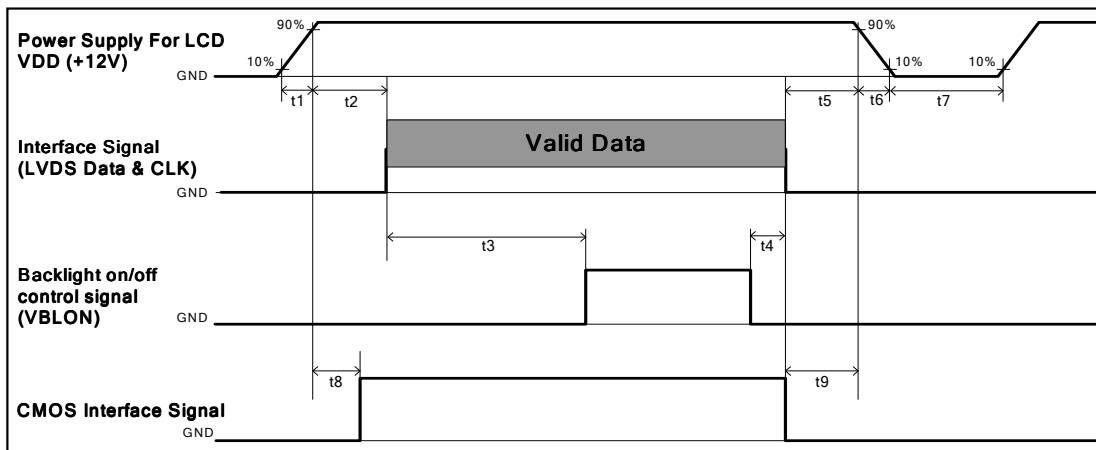 Power Supply For LCD
VDD (+12V)
90%
90%
10%
10%
10%
GND
t1
t2
t5
t6
t7
Valid Data
Interface Signal
(LVDS Data & CLK)
GND
t3
t4
Backlight on/off
control signal
(VBLON)
GND
t8
t9
CMOS Interface Signal
GND